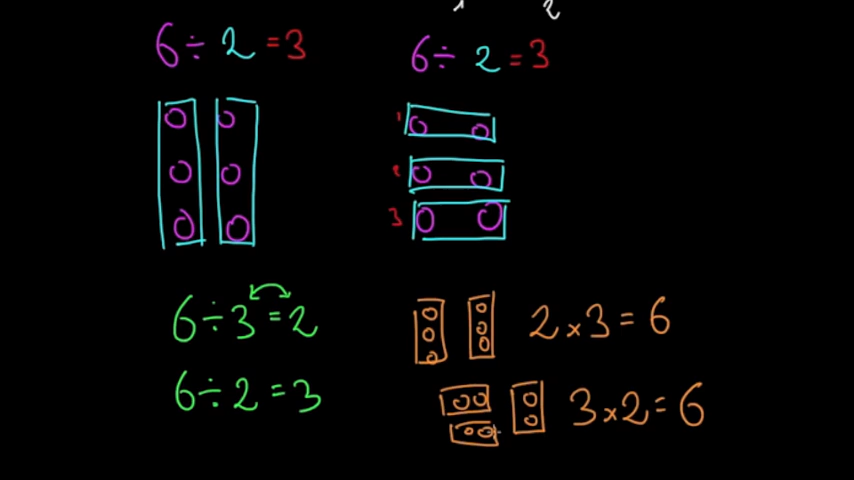 2
6 ÷ 2 = 3
6 ÷ 2 = 3
1
3
6 ÷ 3 = 2
2 × 3 = 6
6 ÷ 2 = 3
3 × 2 = 6